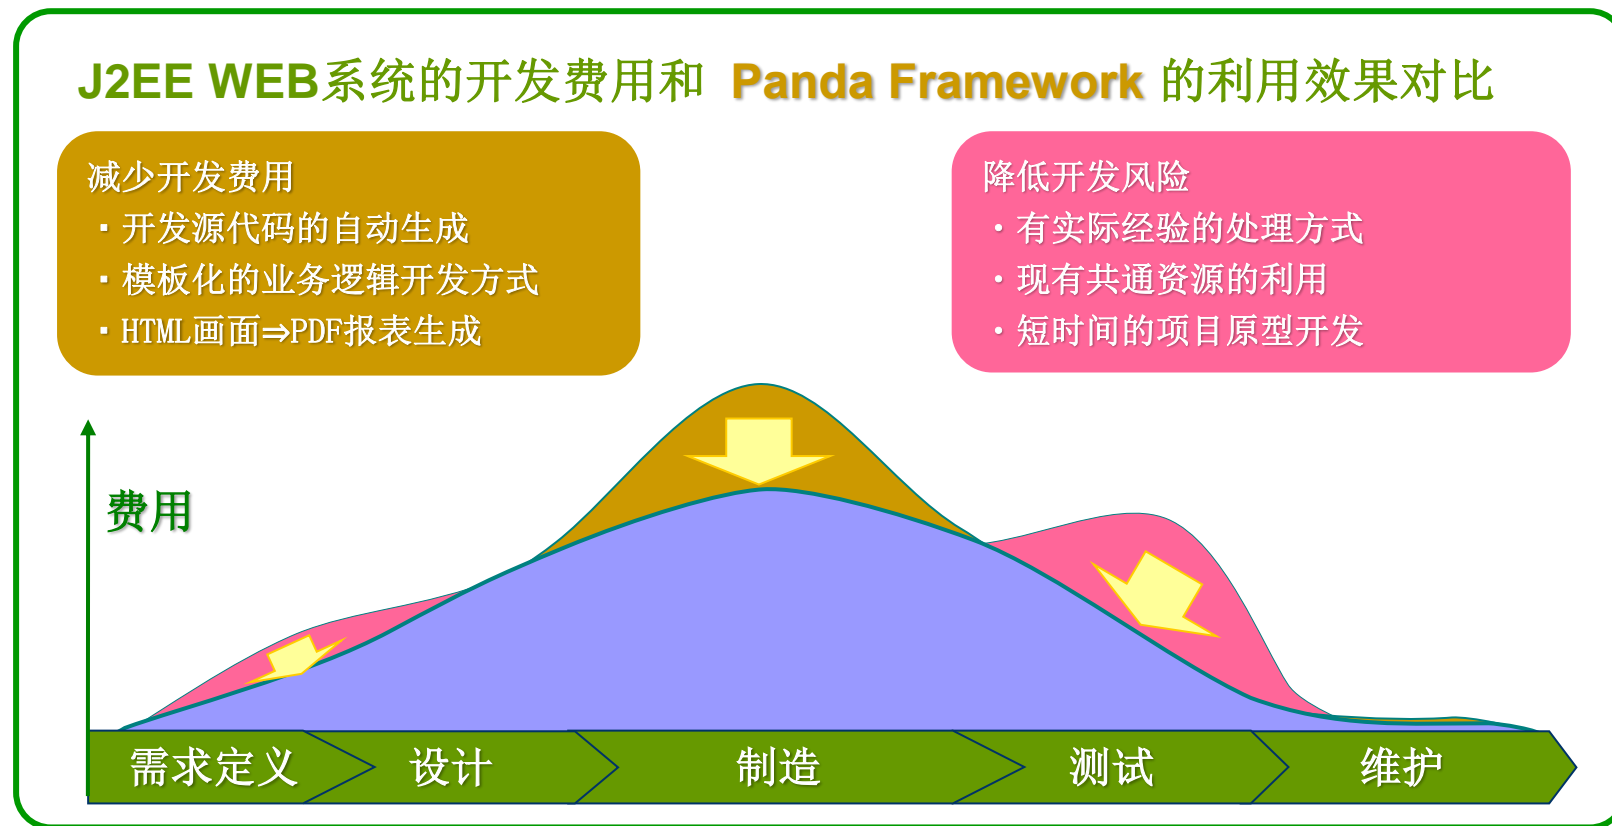 J2EE WEB系统的开发费用和 Panda Framework 的利用效果对比
减少开发费用
▪开发源代码的自动生成
▪模板化的业务逻辑开发方式
▪HTML画面⇒PDF报表生成
降低开发风险
・有实际经验的处理方式
・现有共通资源的利用
・短时间的项目原型开发
费用
需求定义
设计
制造
测试
维护